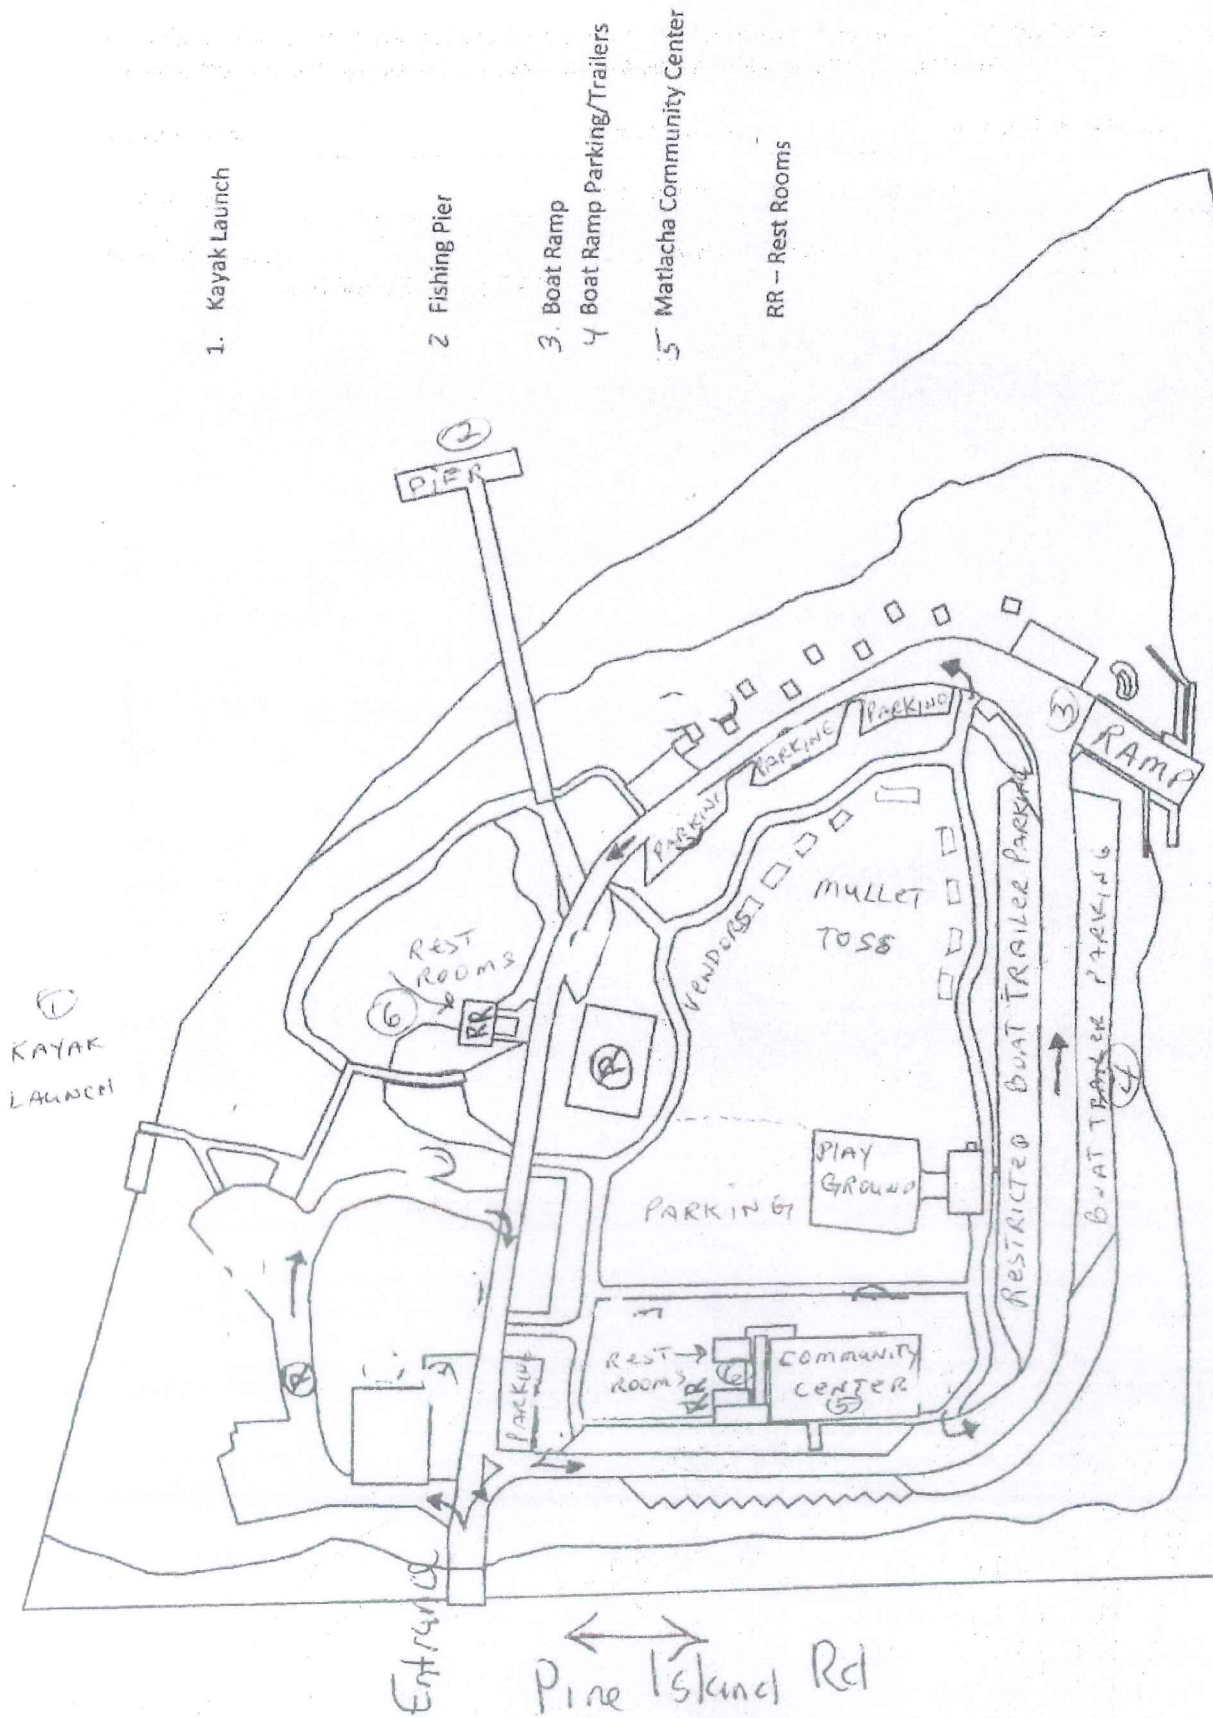 1. Kayak Launch
2 Fishing Pier
3. Boat Ramp
4 Boat Ramp Parking/Trailers
5 Matlacha Community Center
RR – Rest Rooms
①
KAYAK
LAUNCH
PIER
②
REST
ROOMS
⑥
RR
R
PARKING
PARKINE
PARKING
③
RAMP
VENDORS
MULLET
TOSS
PLAY
GROUND
PARKING
RESTRICTED BOAT TRAILER PARKING
BOAT TRAILER PARKING
④
R
PARKING
REST
ROOMS
RR
⑥
COMMUNITY
CENTER
⑤
Entrance
Pine Island Rd